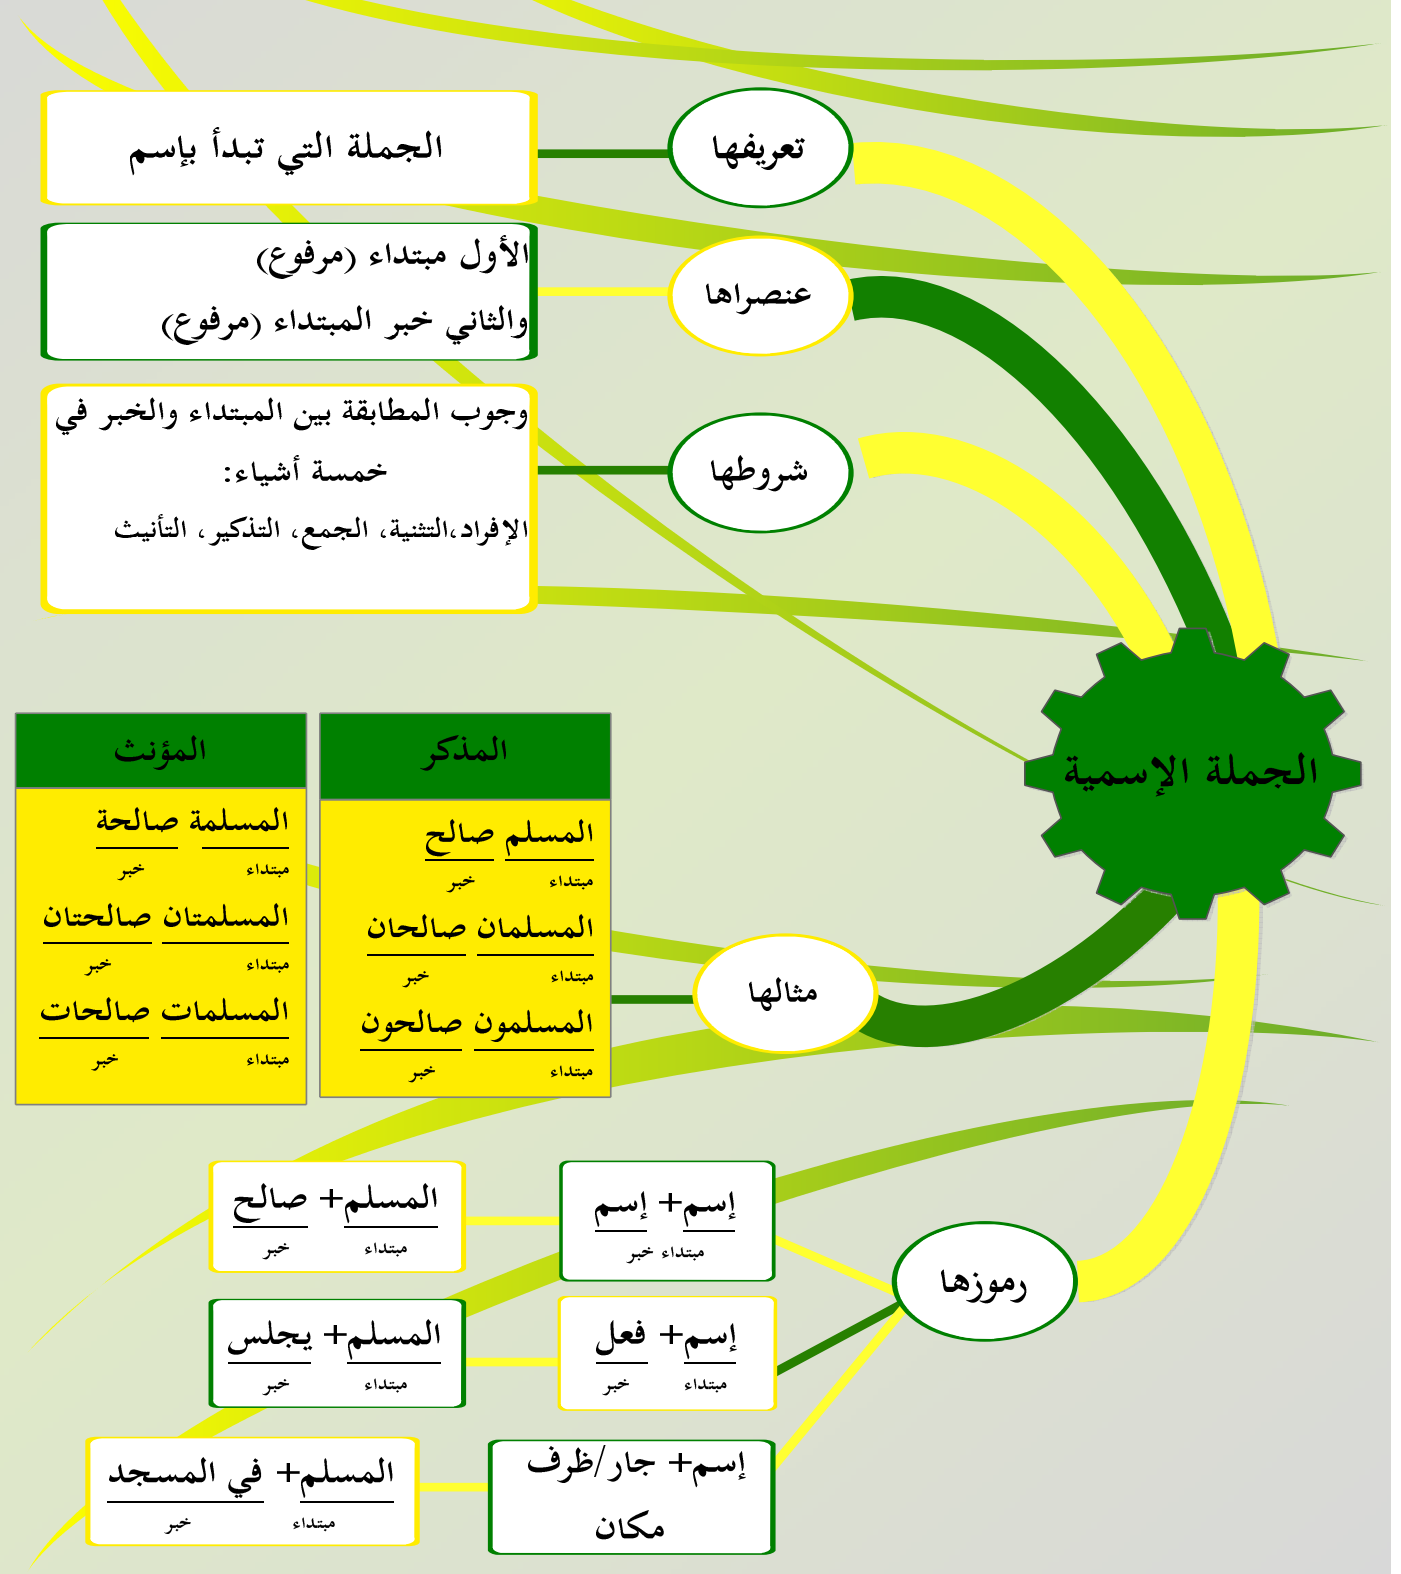 الجملة الإسمية
تعريفها
الجملة التي تبدأ بإسم
عنصراها
الأول مبتداء (مرفوع)
والثاني خبر المبتداء (مرفوع)
شروطها
وجوب المطابقة بين المبتداء والخبر في
خمسة أشياء:
الإفراد،التثنية، الجمع، التذكير، التأنيث
مثالها
المذكر
المسلم صالح
مبتداء خبر
المسلمان صالحان
مبتداء خبر
المسلمون صالحون
مبتداء خبر
المؤنث
المسلمة صالحة
مبتداء خبر
المسلمتان صالحتان
مبتداء خبر
المسلمات صالحات
مبتداء خبر
رموزها
إسم+ إسم
مبتداء خبر
المسلم+ صالح
مبتداء خبر
إسم+ فعل
مبتداء خبر
المسلم+ يجلس
مبتداء خبر
إسم+ جار/ظرف
مكان
المسلم+ في المسجد
مبتداء خبر